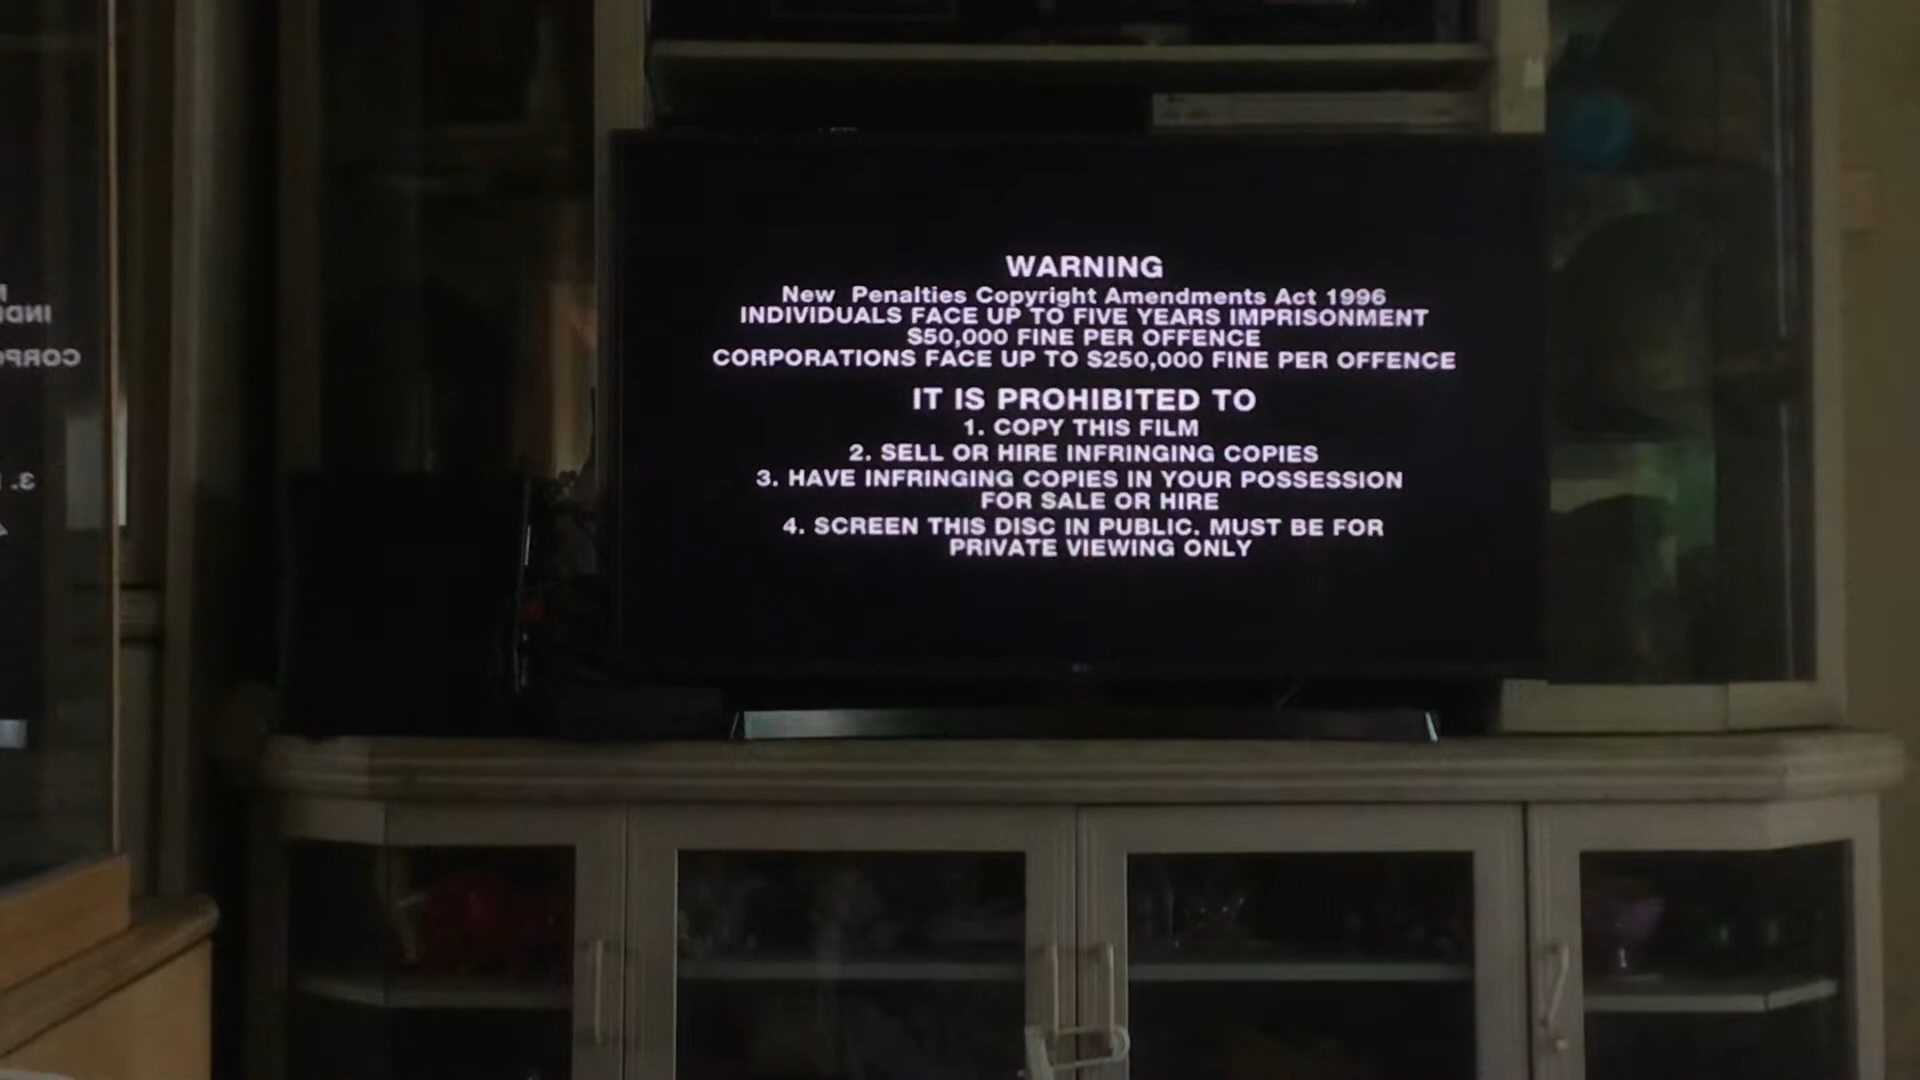 WARNING
New Penalties Copyright Amendments Act 1996
INDIVIDUALS FACE UP TO FIVE YEARS IMPRISONMENT
$50,000 FINE PER OFFENCE
CORPORATIONS FACE UP TO $250,000 FINE PER OFFENCE
IT IS PROHIBITED TO
1. COPY THIS FILM
2. SELL OR HIRE INFRINGING COPIES
3. HAVE INFRINGING COPIES IN YOUR POSSESSION
FOR SALE OR HIRE
4. SCREEN THIS DISC IN PUBLIC. MUST BE FOR
PRIVATE VIEWING ONLY